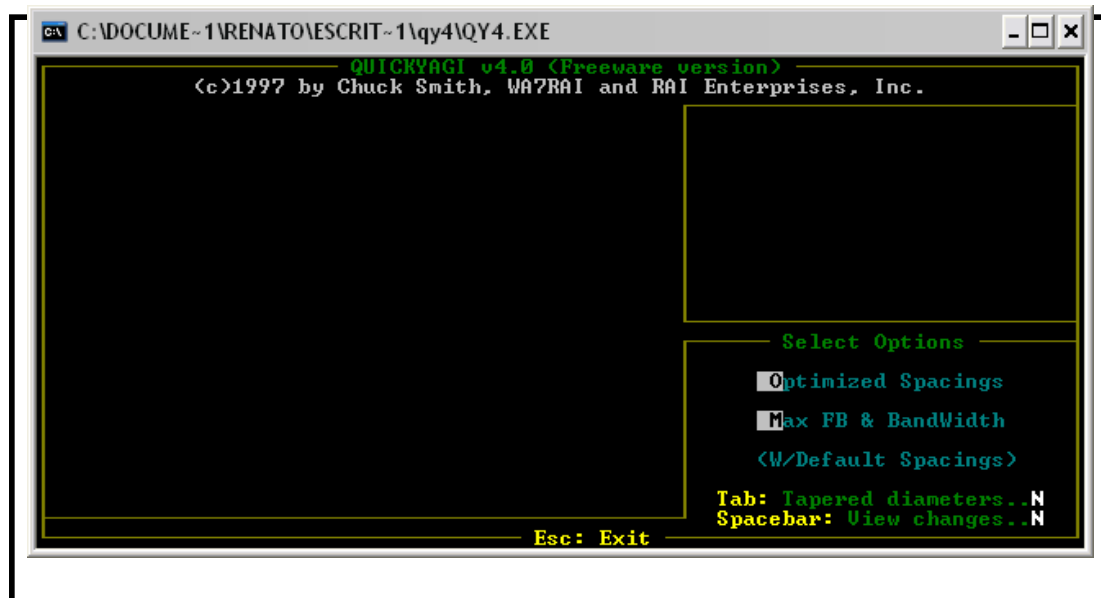 C:\DOCUME~1\RENATO\ESCRIT~1\qy4\QY4.EXE
QUICKYAGI v4.0 (Freeware version)
(c)1997 by Chuck Smith, WA7RAI and RAI Enterprises, Inc.
Select Options
Optimized Spacings
Max FB & BandWidth
(W/Default Spacings)
Tab: Tapered diameters..N
Spacebar: View changes..N
Esc: Exit